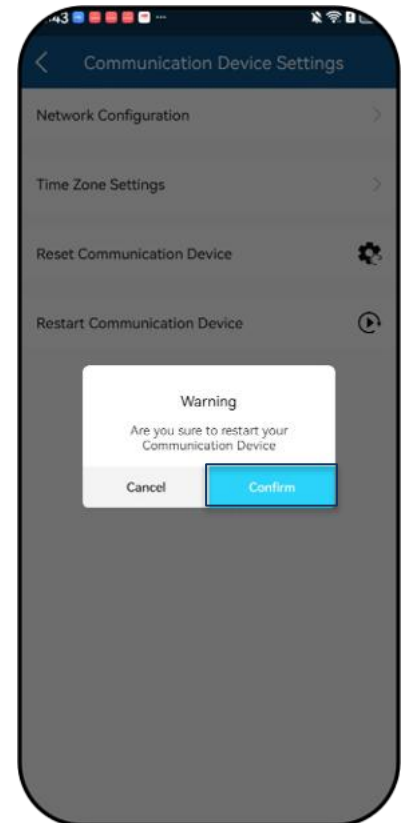 :43
Communication Device Settings
Network Configuration
Time Zone Settings
Reset Communication Device
Restart Communication Device
Warning
Are you sure to restart your
Communication Device
Cancel
Confirm